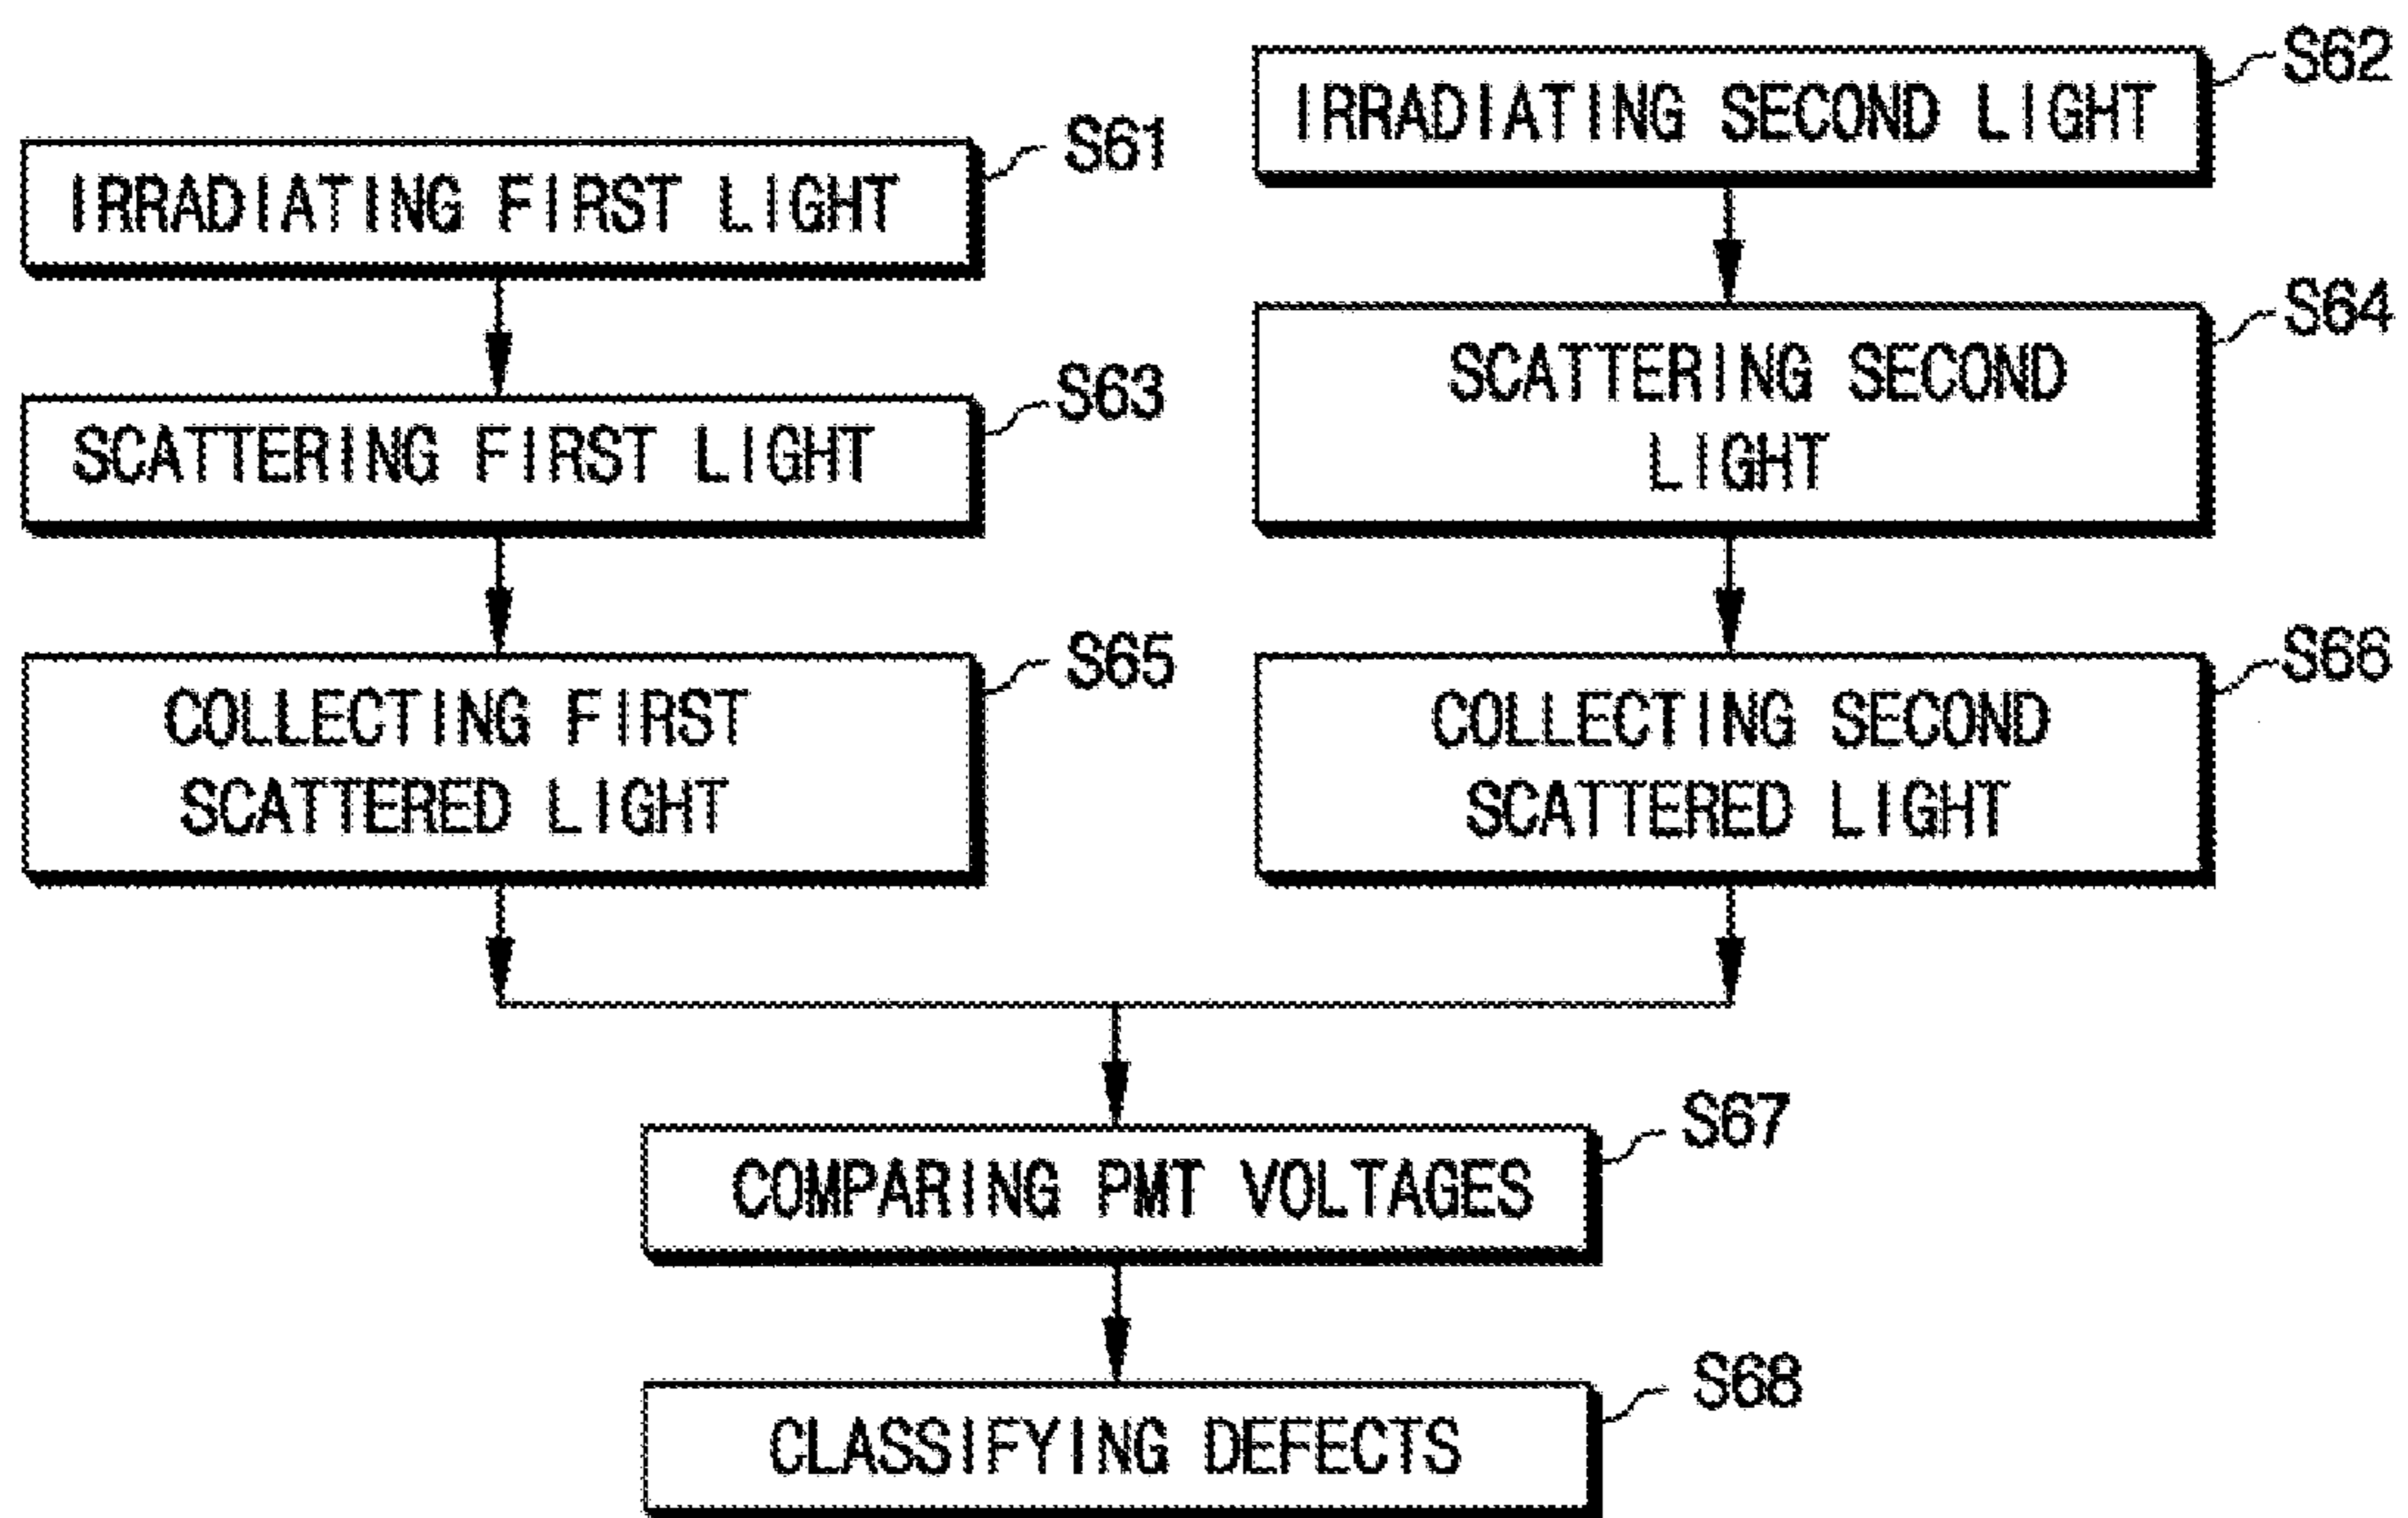 IRRADIATING FIRST LIGHT
S61
SCATTERING FIRST LIGHT
S63
COLLECTING FIRST
SCATTERED LIGHT
S65
IRRADIATING SECOND LIGHT
S62
SCATTERING SECOND
LIGHT
S64
COLLECTING SECOND
SCATTERED LIGHT
S66
COMPARING PMT VOLTAGES
S67
CLASSIFYING DEFECTS
S68